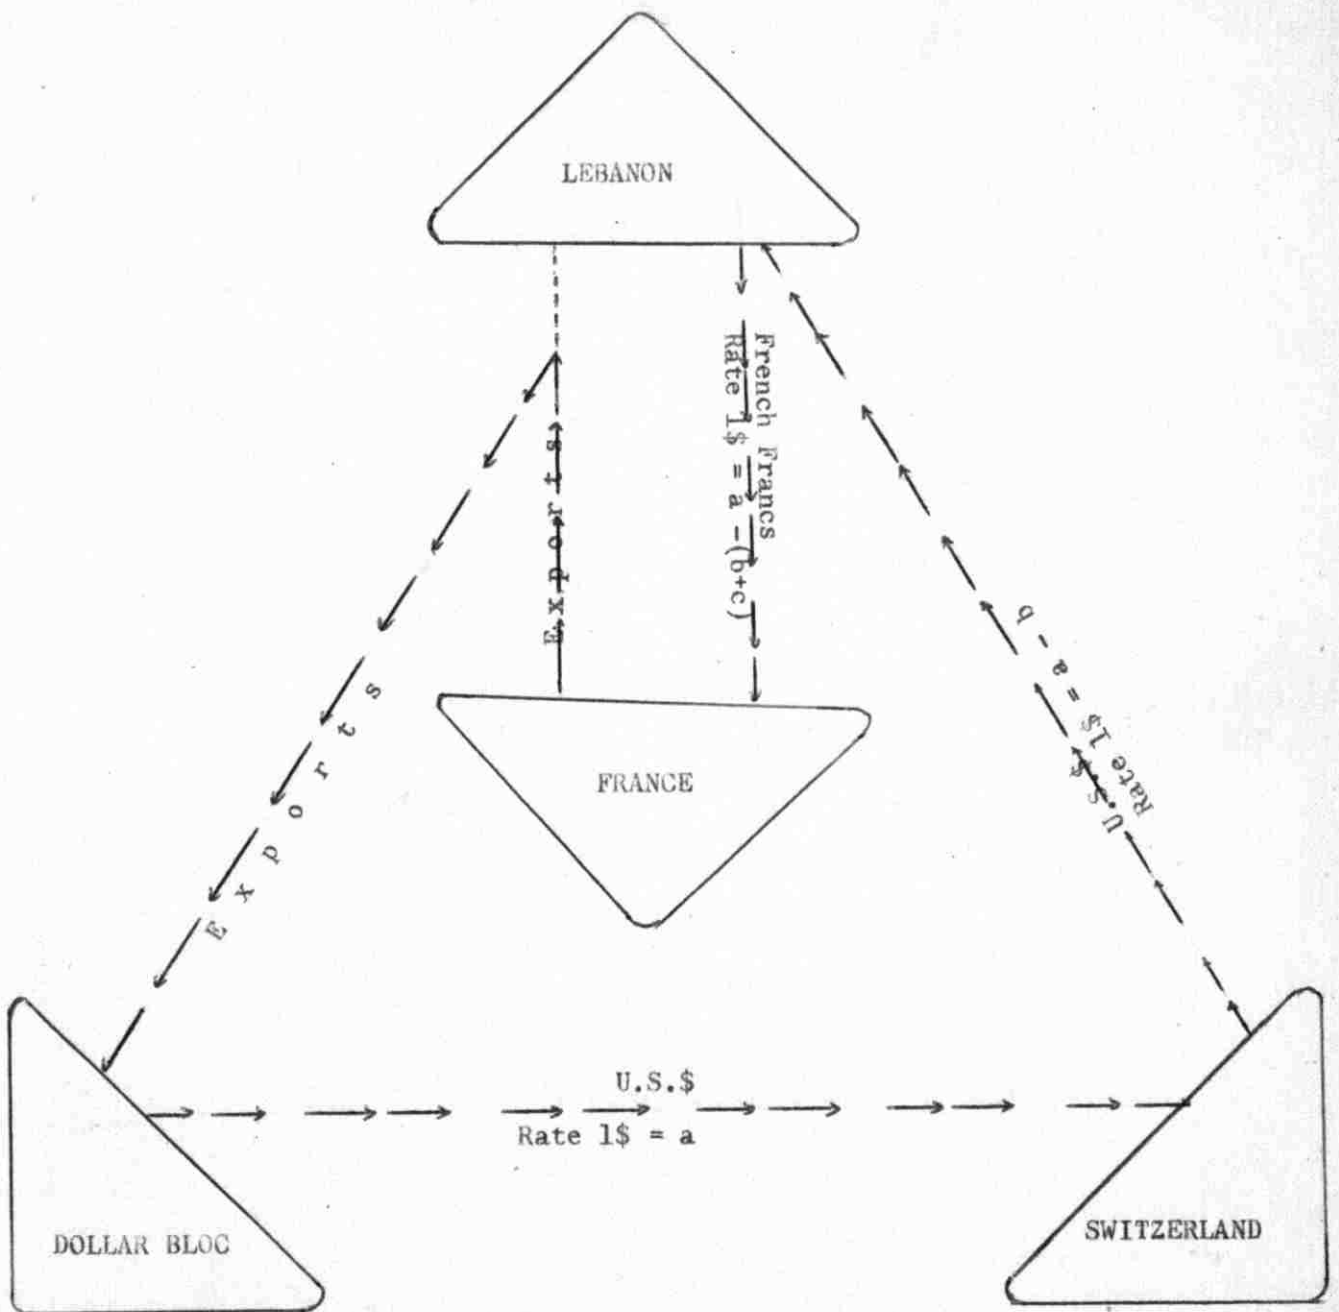 LEBANON
French Francs
Rate 1$ = a -(b+c)
Exports
Exports
U.S.$
Rate 1$ = a - b
FRANCE
U.S.$
Rate 1$ = a
DOLLAR BLOC
SWITZERLAND